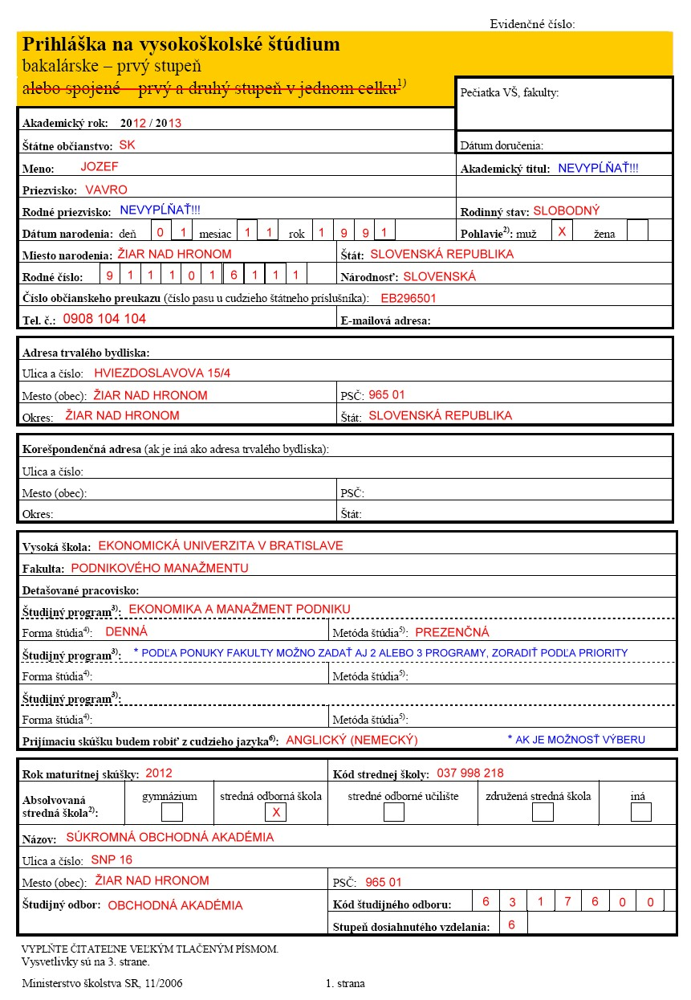 Evidenčné číslo:
Prihláška na vysokoškolské štúdium
bakalárske – prvý stupeň
alebo spojené – prvý a druhý stupeň v jednom celku1)
Pečiatka VŠ, fakulty:
Akademický rok: 2012 / 2013
Štátne občianstvo: SK
Dátum doručenia:
Meno: JOZEF
Akademický titul: NEVYPĹŇAŤ!!!
Priezvisko: VAVRO
Rodné priezvisko: NEVYPĹŇAŤ!!!
Rodinný stav: SLOBODNÝ
Dátum narodenia: deň 0 1 mesiac 1 1 rok 1 9 9 1
Pohlavie2): muž X žena
Miesto narodenia: ŽIAR NAD HRONOM
Štát: SLOVENSKÁ REPUBLIKA
Rodné číslo: 9 1 1 1 0 1 6 1 1 1
Národnosť: SLOVENSKÁ
Číslo občianskeho preukazu (číslo pasu u cudzieho štátneho príslušníka): EB296501
Tel. č.: 0908 104 104
E-mailová adresa:
Adresa trvalého bydliska:
Ulica a číslo: HVIEZDOSLAVOVA 15/4
Mesto (obec): ŽIAR NAD HRONOM
PSČ: 965 01
Okres: ŽIAR NAD HRONOM
Štát: SLOVENSKÁ REPUBLIKA
Korešpondenčná adresa (ak je iná ako adresa trvalého bydliska):
Ulica a číslo:
Mesto (obec):
PSČ:
Okres:
Štát:
Vysoká škola: EKONOMICKÁ UNIVERZITA V BRATISLAVE
Fakulta: PODNIKOVÉHO MANAŽMENTU
Detašované pracovisko:
Študijný program3): EKONOMIKA A MANAŽMENT PODNIKU
Forma štúdia4): DENNÁ
Metóda štúdia5): PREZENČNÁ
Študijný program3): * PODĽA PONUKY FAKULTY MOŽNO ZADAŤ AJ 2 ALEBO 3 PROGRAMY, ZORADIŤ PODĽA PRIORITY
Forma štúdia4):
Metóda štúdia5):
Študijný program3):
Forma štúdia4):
Metóda štúdia5):
Prijímaciu skúšku budem robiť z cudzieho jazyka6): ANGLICKÝ (NEMECKÝ) * AK JE MOŽNOSŤ VÝBERU
Rok maturitnej skúšky: 2012
Kód strednej školy: 037 998 218
Absolvovaná
stredná škola2):
gymnázium
stredná odborná škola
X
stredné odborné učilište
združená stredná škola
iná
Názov: SÚKROMNÁ OBCHODNÁ AKADÉMIA
Ulica a číslo: SNP 16
Mesto (obec): ŽIAR NAD HRONOM
PSČ: 965 01
Študijný odbor: OBCHODNÁ AKADÉMIA
Kód študijného odboru: 6 3 1 7 6 0 0
Stupeň dosiahnutého vzdelania: 6
VYPLŇTE ČITATEĽNE VEĽKÝM TLAČENÝM PÍSMOM.
Vysvetlivky sú na 3. strane.
Ministerstvo školstva SR, 11/2006
1. strana